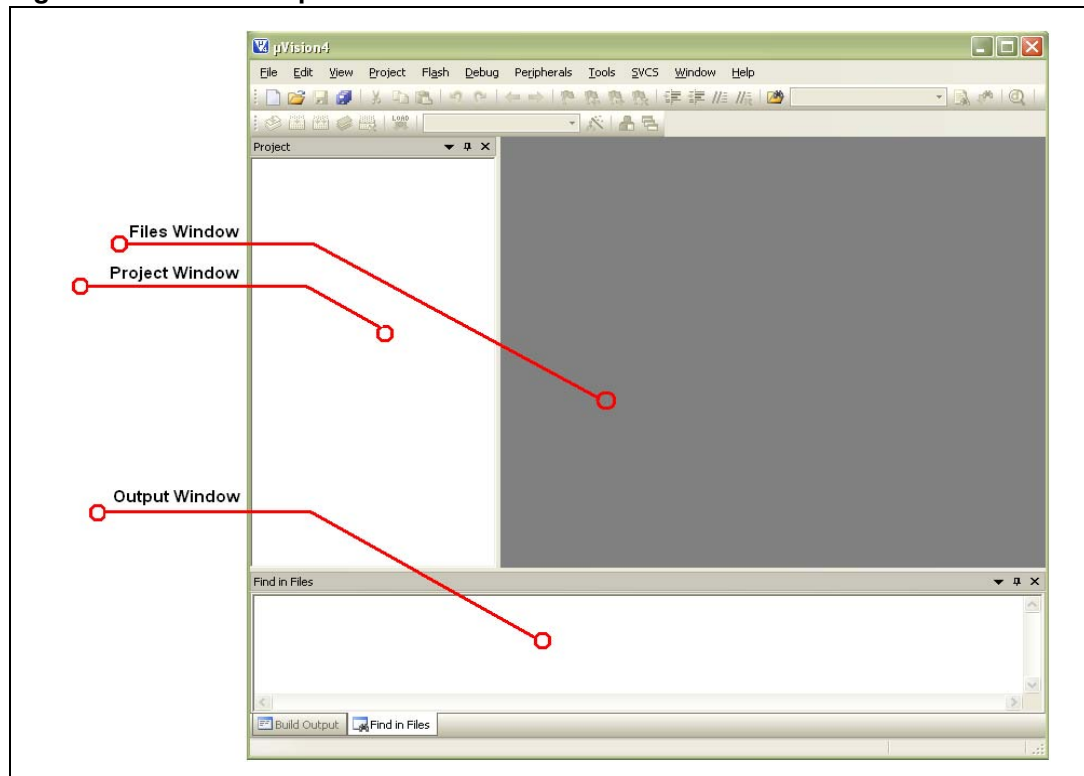 µVision4
File Edit View Project Flash Debug Peripherals Tools SVCS Window Help
LOAD
Project
Files Window
Project Window
Output Window
Find in Files
Build Output Find in Files